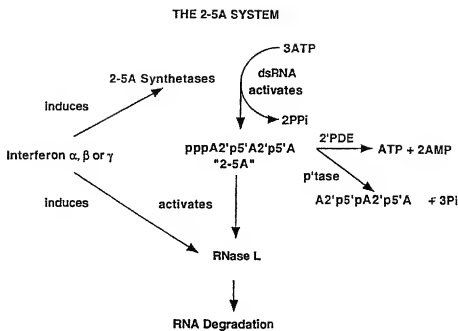 THE 2-5A SYSTEM
3ATP
2-5A Synthetases
dsRNA
activates
induces
2PPi
2'PDE
Interferon α, β or γ
pppA2'p5'A2'p5'A
ATP + 2AMP
"2-5A"
p'tase
A2'p5'pA2'p5'A + 3Pi
induces
activates
RNase L
RNA Degradation